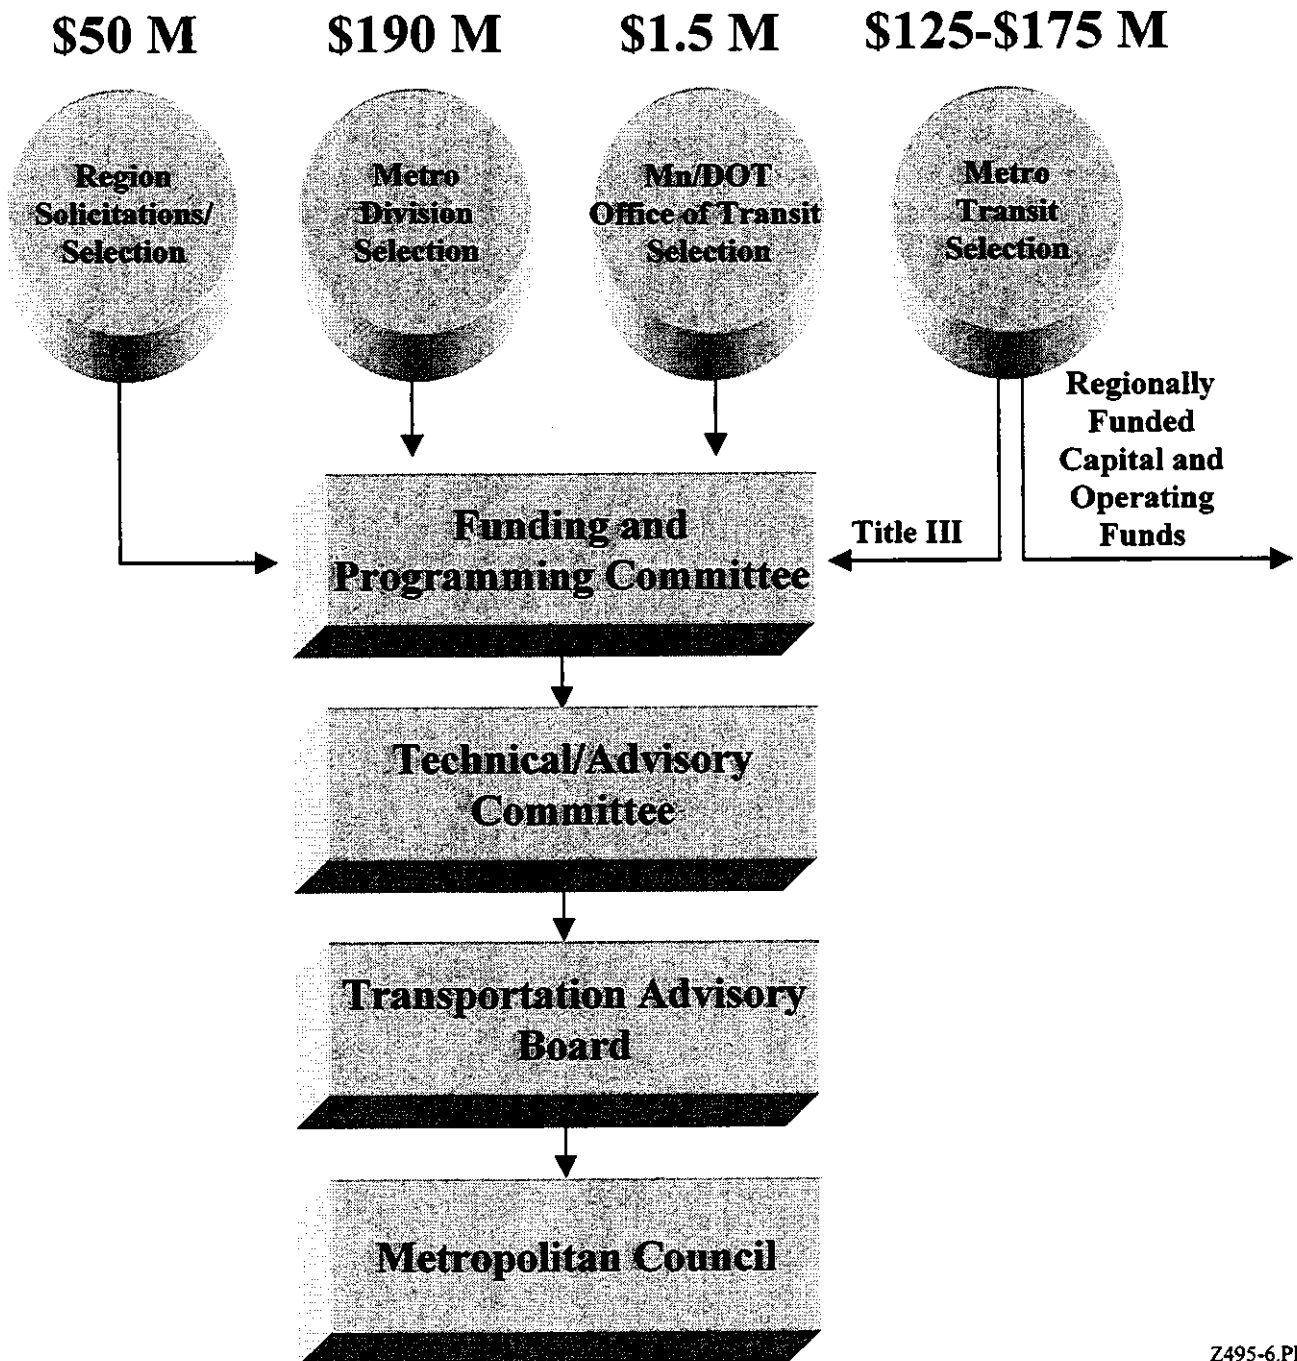 $50 M
$190 M
$1.5 M
$125-$175 M
Region
Solicitations/
Selection
Metro
Division
Selection
Mn/DOT
Office of Transit
Selection
Metro
Transit
Selection
Regionally
Funded
Capital and
Operating
Funds
Title III
Funding and
Programming Committee
Technical/Advisory
Committee
Transportation Advisory
Board
Metropolitan Council